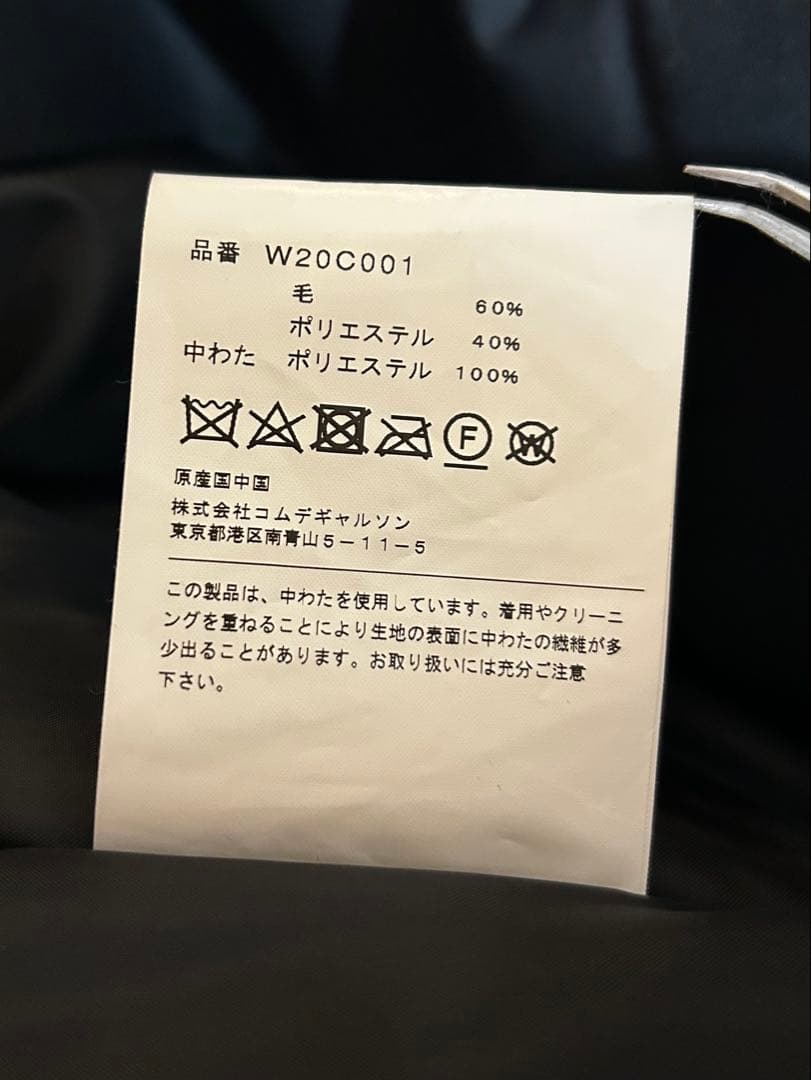 品番 W20C001
毛 60%
ポリエステル 40%
中わた ポリエステル 100%
F W
原産国中国
株式会社コムデギャルソン
東京都港区南青山5-11-5
この製品は、中わたを使用しています。着用やクリーニ
ングを重ねることにより生地の表面に中わたの繊維が多
少出ることがあります。お取り扱いには充分ご注意
下さい。